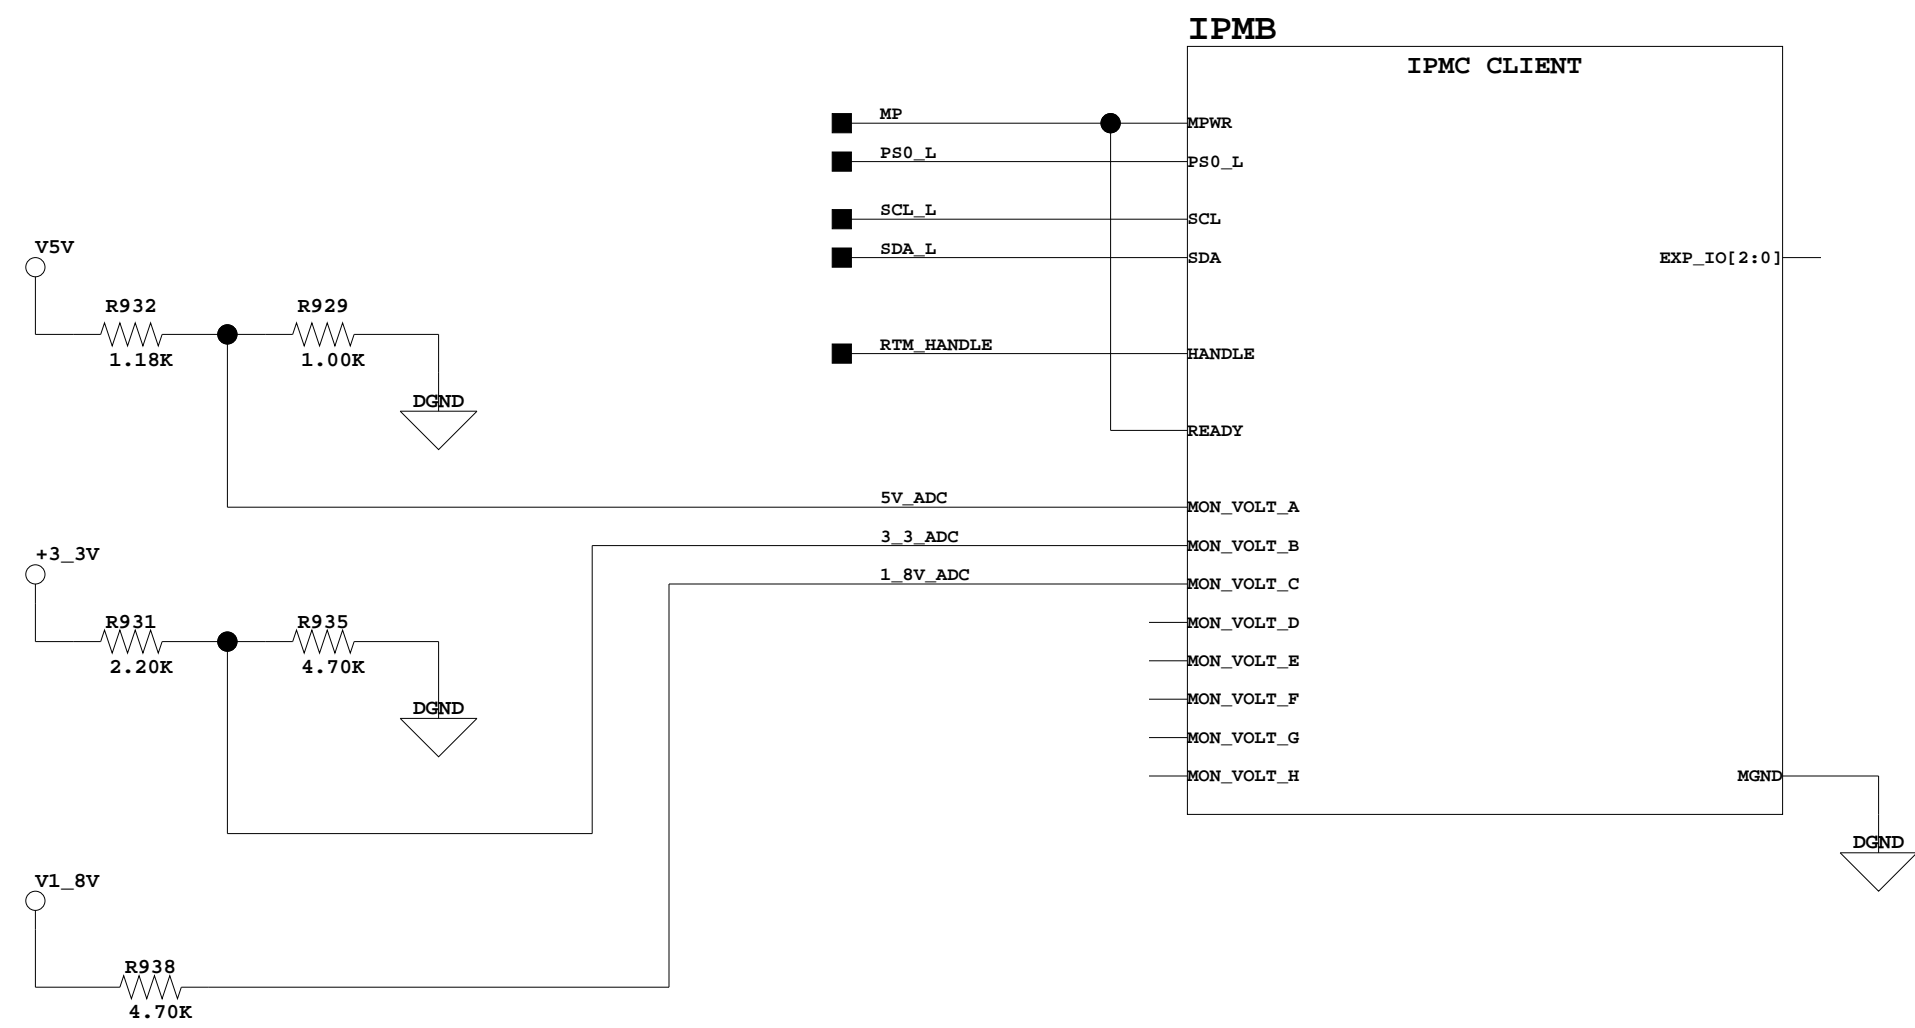 IPMB
IPMC CLIENT
MP
MPWR
PS0_L
PS0_L
SCL_L
SCL
SDA_L
SDA
EXP_IO[2:0]
V5V
R932
R929
1.18K
1.00K
RTM_HANDLE
HANDLE
DGND
READY
5V_ADC
MON_VOLT_A
3_3_ADC
MON_VOLT_B
+3_3V
1_8V_ADC
MON_VOLT_C
R931
R935
2.20K
4.70K
MON_VOLT_D
MON_VOLT_E
MON_VOLT_F
DGND
MON_VOLT_G
MON_VOLT_H
MGND
DGND
V1_8V
R938
4.70K